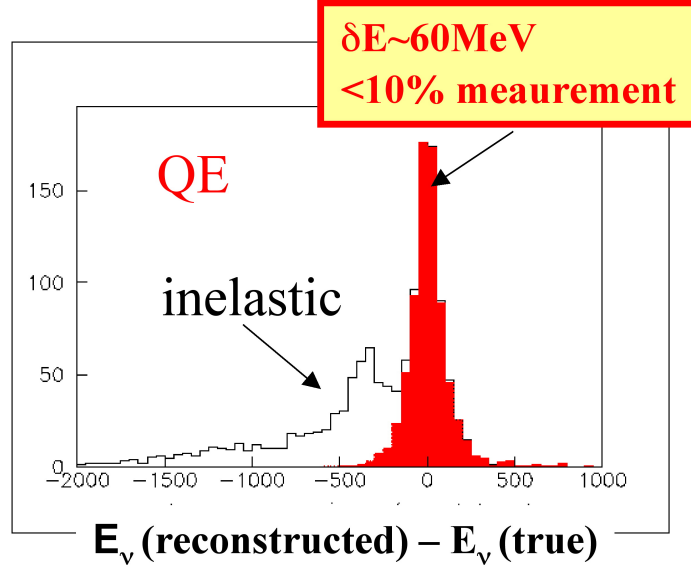 δE~60MeV
<10% meaurement
QE
inelastic
150
100
50
0
-2000 -1500 -1000 -500 0 500 1000
Eν (reconstructed) – Eν (true)